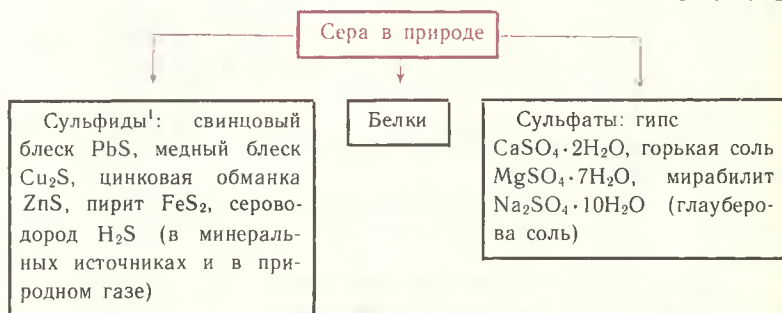 Сера в природе
Сульфиды¹: свинцовый
блеск PbS, медный блеск
Cu₂S, цинковая обманка
ZnS, пирит FeS₂, серово-
дород H₂S (в минераль-
ных источниках и в при-
родном газе)
Белки
Сульфаты: гипс
CaSO₄·2H₂O, горькая соль
MgSO₄·7H₂O, мирабилит
Na₂SO₄·10H₂O (глауберо-
ва соль)